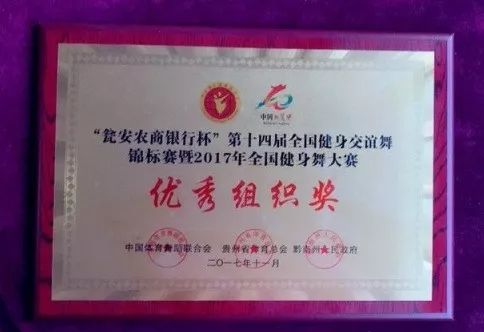 “瓮安农商银行杯”第十四届全国健身交谊舞
锦标赛暨2017年全国健身舞大赛
优秀组织奖
中国体育舞蹈联合会 贵州省体育总会 黔南州人民政府
二〇一七年十一月